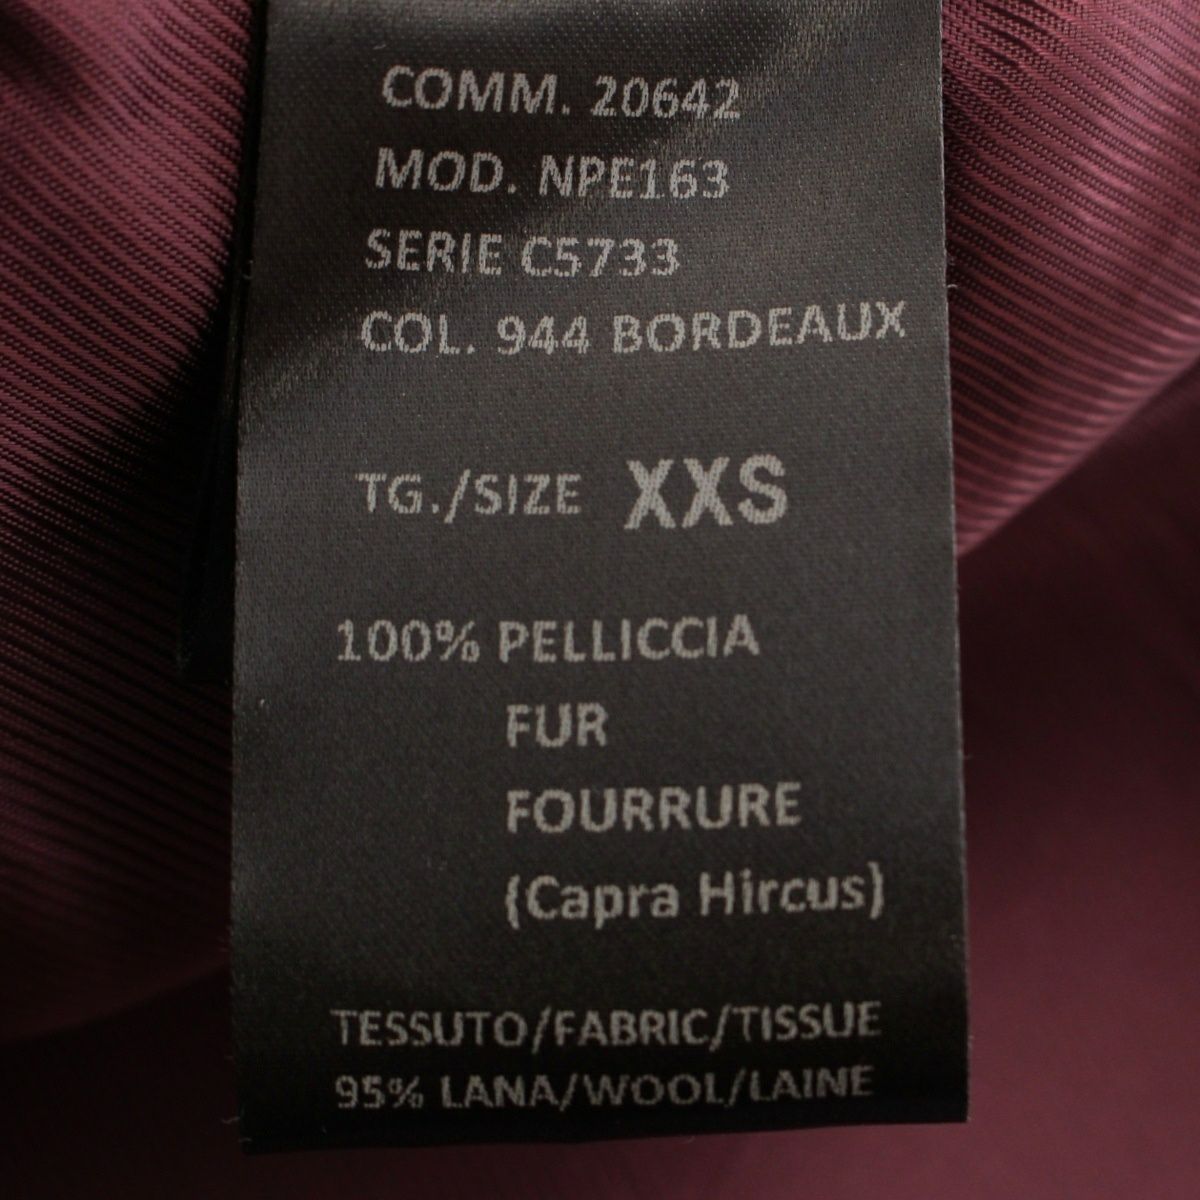 COMM. 20642
MOD. NPE163
SERIE C5733
COL. 944 BORDEAUX
TG./SIZE XXS
100% PELLICCIA
FUR
FOURRURE
(Capra Hircus)
TESSUTO/FABRIC/TISSUE
95% LANA/WOOL/LAINE